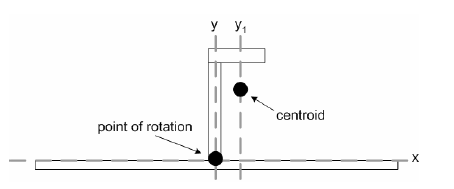 y y₁
centroid
point of rotation
x